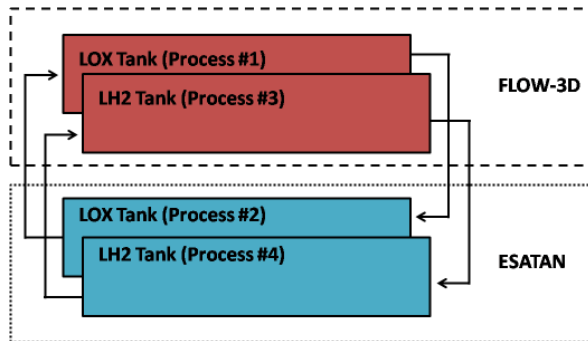 LOX Tank (Process #1)
LH2 Tank (Process #3)
FLOW-3D
LOX Tank (Process #2)
LH2 Tank (Process #4)
ESATAN